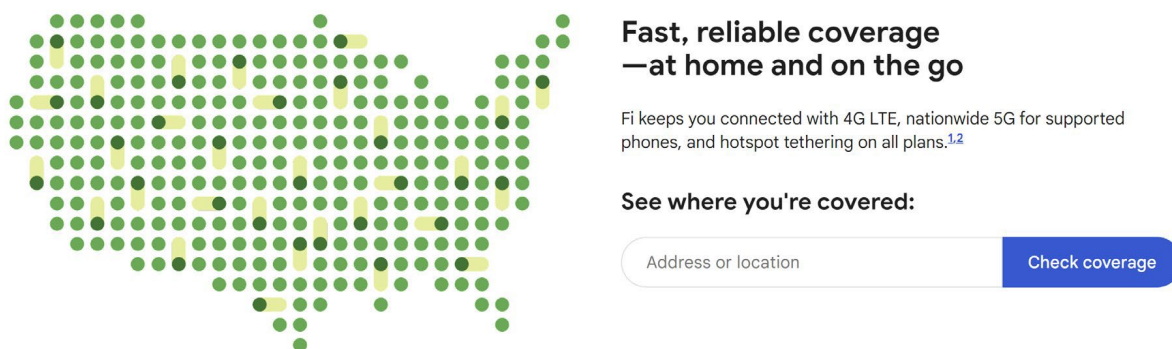 Fast, reliable coverage
—at home and on the go
Fi keeps you connected with 4G LTE, nationwide 5G for supported
phones, and hotspot tethering on all plans.1,2
See where you're covered:
Address or location
Check coverage